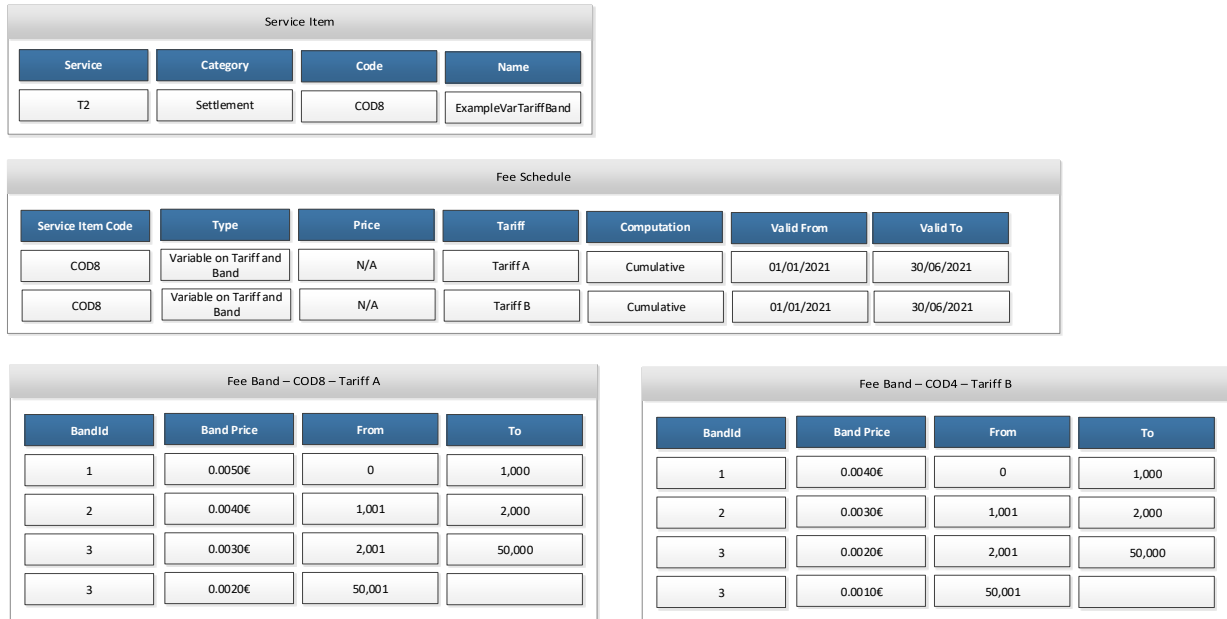 Service Item
Service Category Code Name
T2 Settlement COD8 ExampleVarTariffBand
Fee Schedule
Service Item Code Type Price Tariff Computation Valid From Valid To
COD8 Variable on Tariff and Band N/A Tariff A Cumulative 01/01/2021 30/06/2021
COD8 Variable on Tariff and Band N/A Tariff B Cumulative 01/01/2021 30/06/2021
Fee Band – COD8 – Tariff A
BandId Band Price From To
1 0.0050€ 0 1,000
2 0.0040€ 1,001 2,000
3 0.0030€ 2,001 50,000
3 0.0020€ 50,001
Fee Band – COD4 – Tariff B
BandId Band Price From To
1 0.0040€ 0 1,000
2 0.0030€ 1,001 2,000
3 0.0020€ 2,001 50,000
3 0.0010€ 50,001